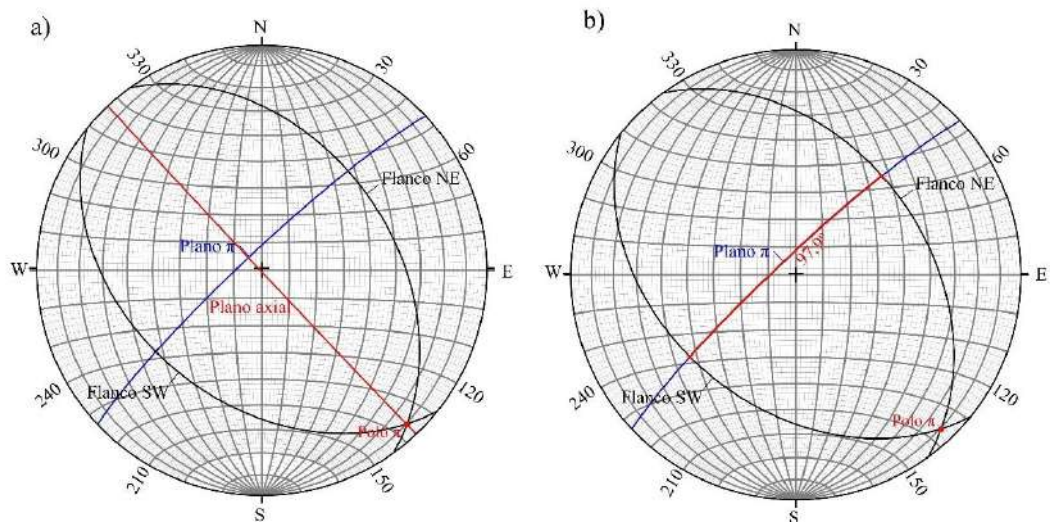 a)
N
330
30
300
60
Flanco NE
Plano π
W
E
Plano axial
240
Flanco SW
120
Polo π
210
150
S
b)
N
330
30
300
60
Flanco NE
Plano π
97,9°
W
E
240
Flanco SW
120
Polo π
210
150
S